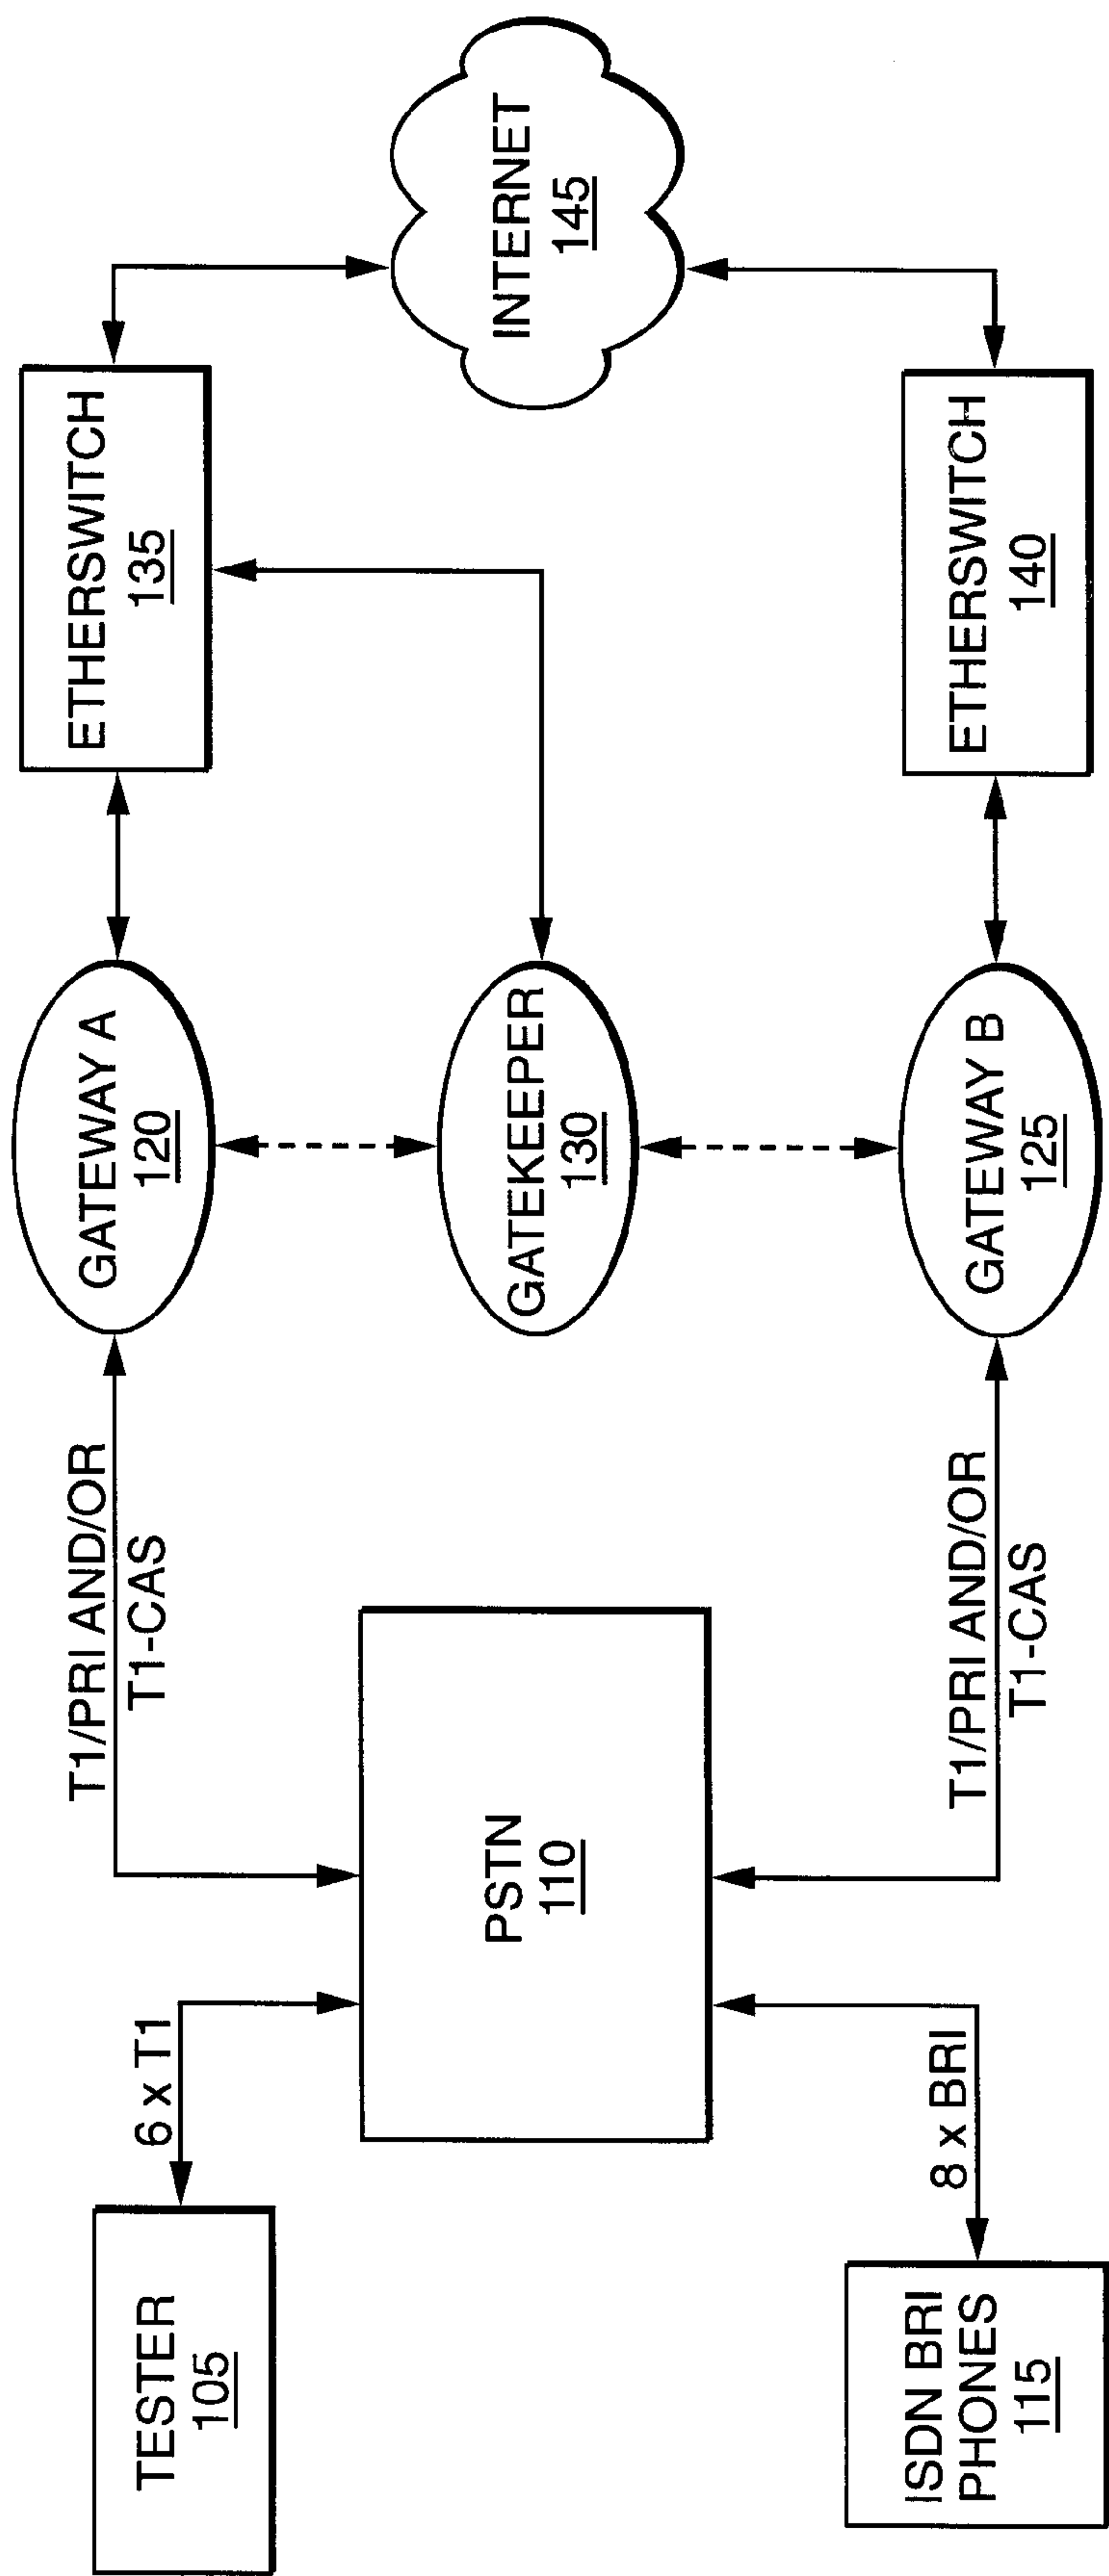 TESTER
105
6 x T1
ISDN BRI
PHONES
115
8 x BRI
PSTN
110
T1/PRI AND/OR
T1-CAS
T1/PRI AND/OR
T1-CAS
GATEWAY A
120
GATEKEEPER
130
GATEWAY B
125
ETHERSWITCH
135
ETHERSWITCH
140
INTERNET
145